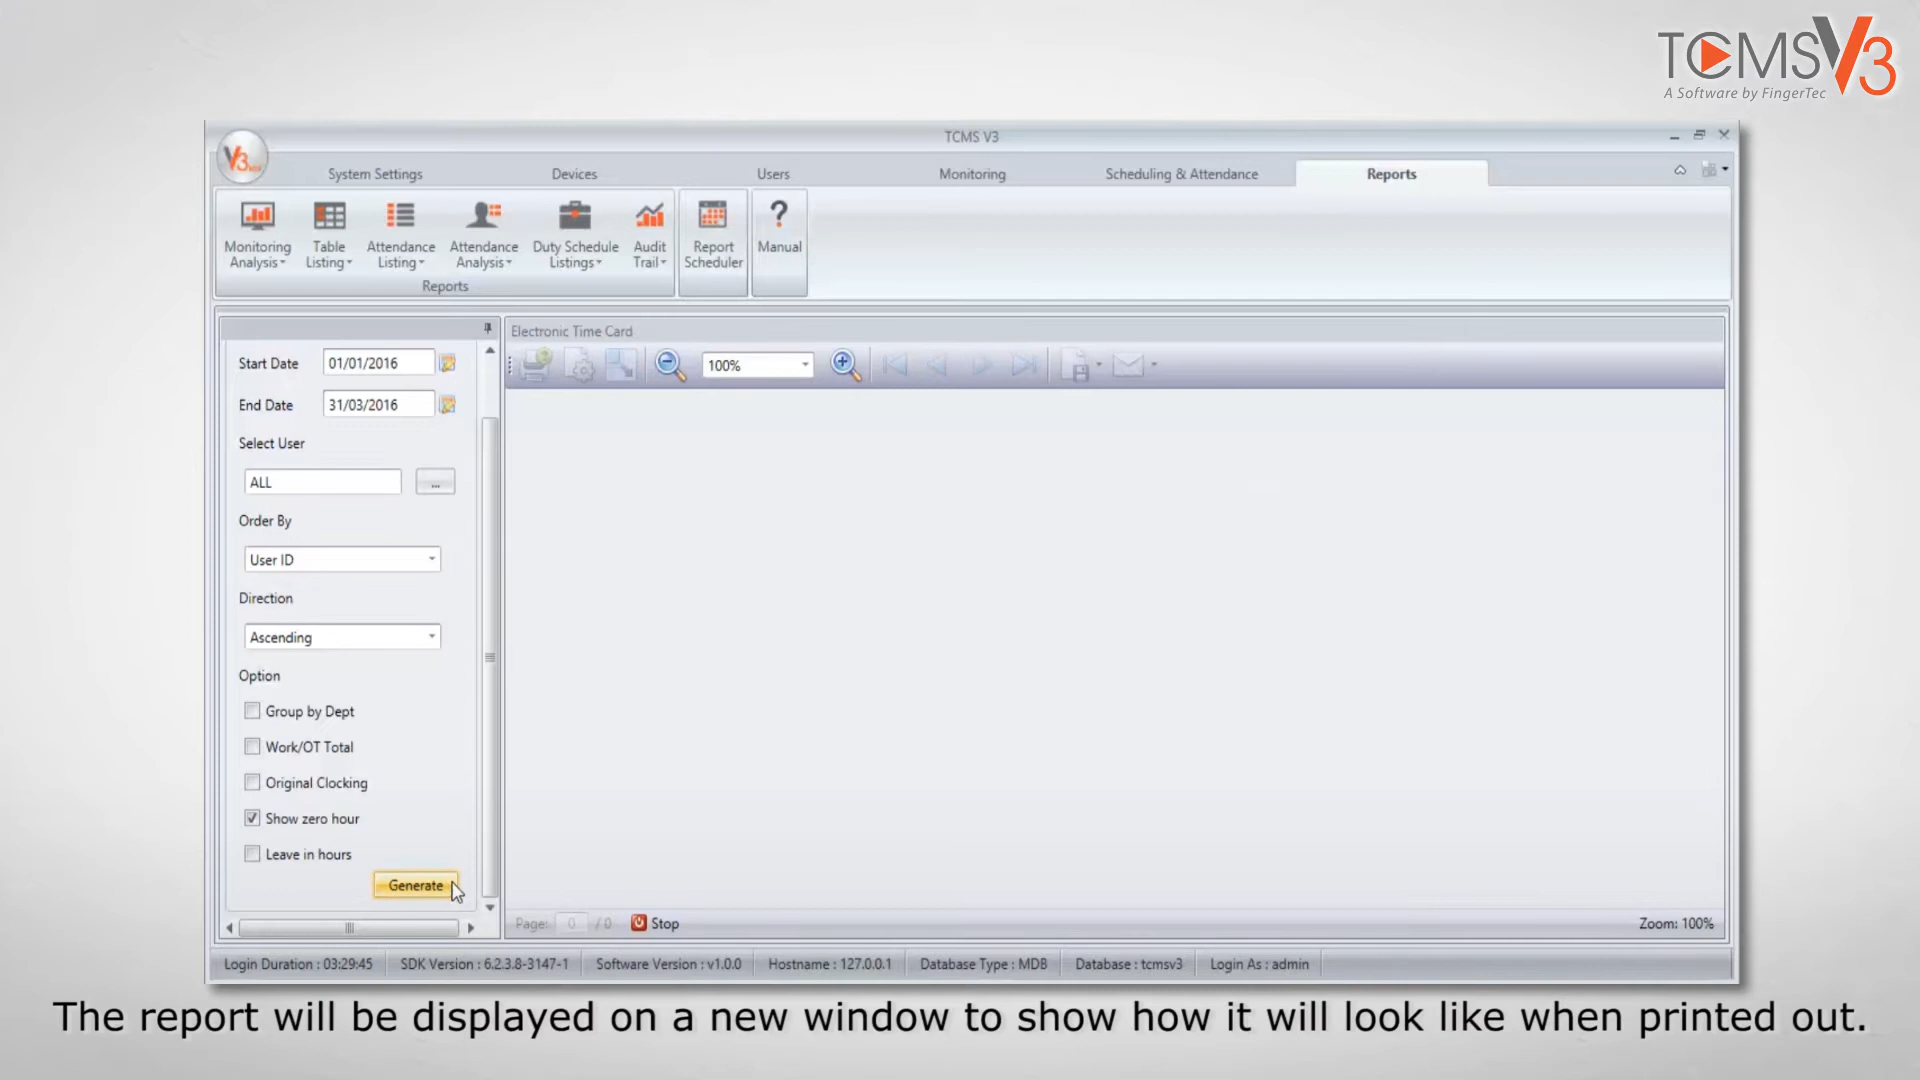 TCMSV3
A Software by FingerTec
TCMS V3
V3
System Settings
Devices
Users
Monitoring
Scheduling & Attendance
Reports
Monitoring Analysis
Table Listing
Attendance Listing
Attendance Analysis
Duty Schedule Listings
Audit Trail
Report Scheduler
? Manual
Reports
Start Date 01/01/2016
End Date 31/03/2016
Select User
ALL ...
Order By
User ID
Direction
Ascending
Option
Group by Dept
Work/OT Total
Original Clocking
Show zero hour
Leave in hours
Generate
Electronic Time Card
100%
Page: 0 / 0 Stop
Zoom: 100%
Login Duration : 03:29:45
SDK Version : 6.2.3.8-3147-1
Software Version : v1.0.0
Hostname : 127.0.0.1
Database Type : MDB
Database : tcmsv3
Login As : admin
The report will be displayed on a new window to show how it will look like when printed out.